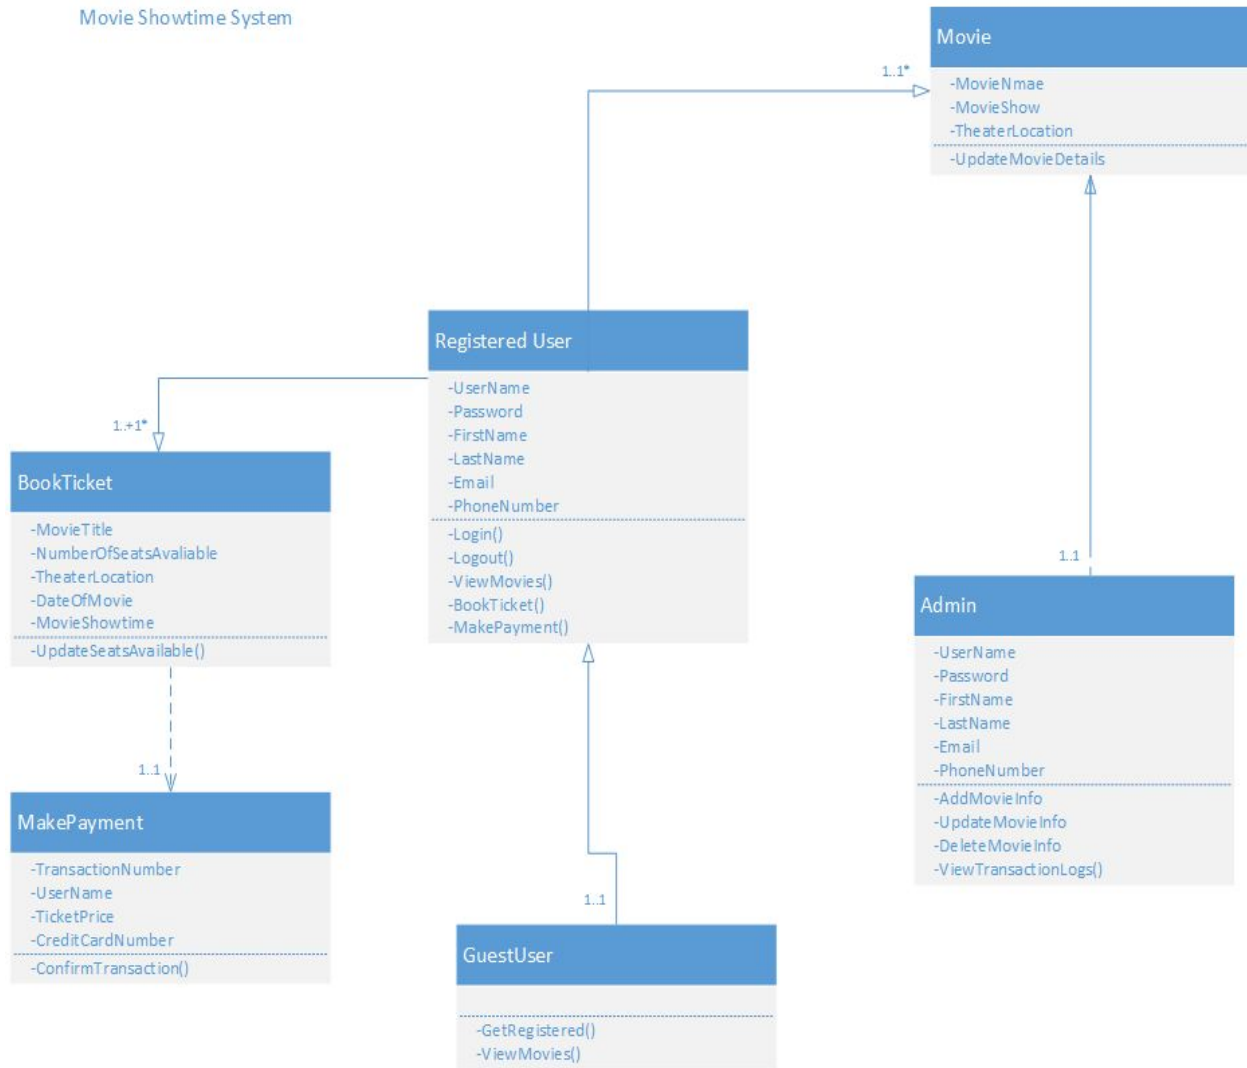 Movie Showtime System
Movie
-MovieNmae
-MovieShow
-TheaterLocation
-UpdateMovieDetails
1..1*
Registered User
-UserName
-Password
-FirstName
-LastName
-Email
-PhoneNumber
-Login()
-Logout()
-ViewMovies()
-BookTicket()
-MakePayment()
1..+1*
BookTicket
-MovieTitle
-NumberOfSeatsAvaliable
-TheaterLocation
-DateOfMovie
-MovieShowtime
-UpdateSeatsAvailable()
1..1
Admin
-UserName
-Password
-FirstName
-LastName
-Email
-PhoneNumber
-AddMovieInfo
-UpdateMovieInfo
-DeleteMovieInfo
-ViewTransactionLogs()
1..1
MakePayment
-TransactionNumber
-UserName
-TicketPrice
-CreditCardNumber
-ConfirmTransaction()
1..1
GuestUser
-GetRegistered()
-ViewMovies()